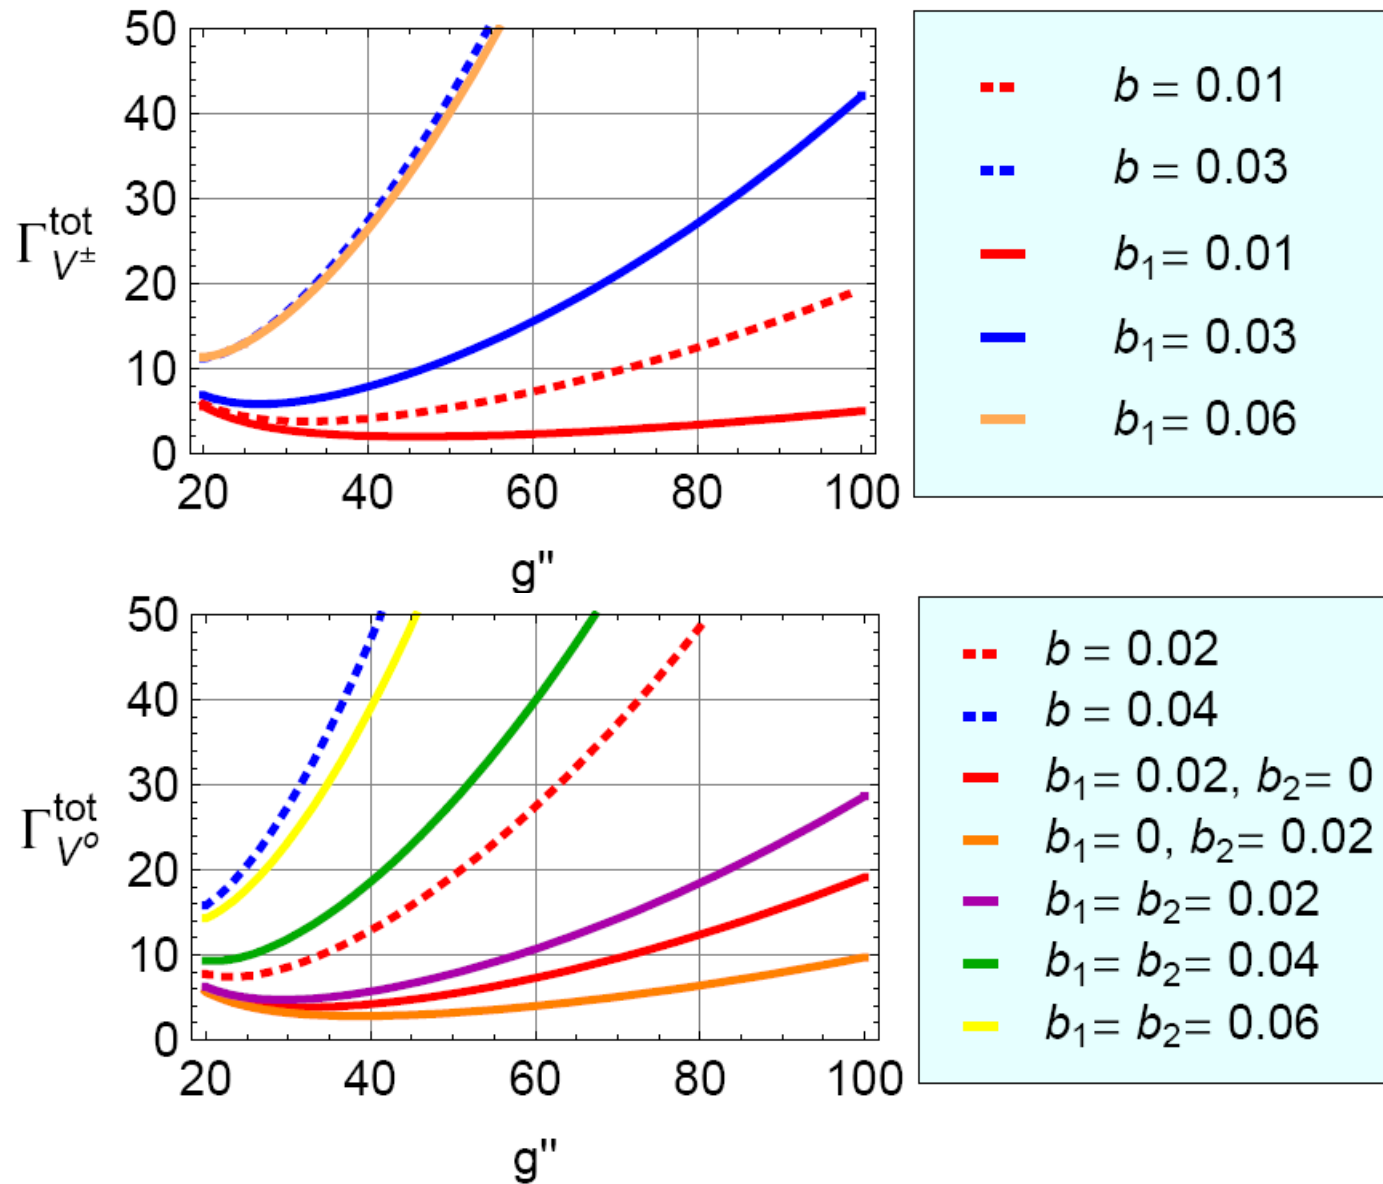 50
40
30
20
10
0
Γ^tot_V±
20 40 60 80 100
g"
b = 0.01
b = 0.03
b₁= 0.01
b₁= 0.03
b₁= 0.06
50
40
30
20
10
0
Γ^tot_V⁰
20 40 60 80 100
g"
b = 0.02
b = 0.04
b₁= 0.02, b₂= 0
b₁= 0, b₂= 0.02
b₁= b₂= 0.02
b₁= b₂= 0.04
b₁= b₂= 0.06